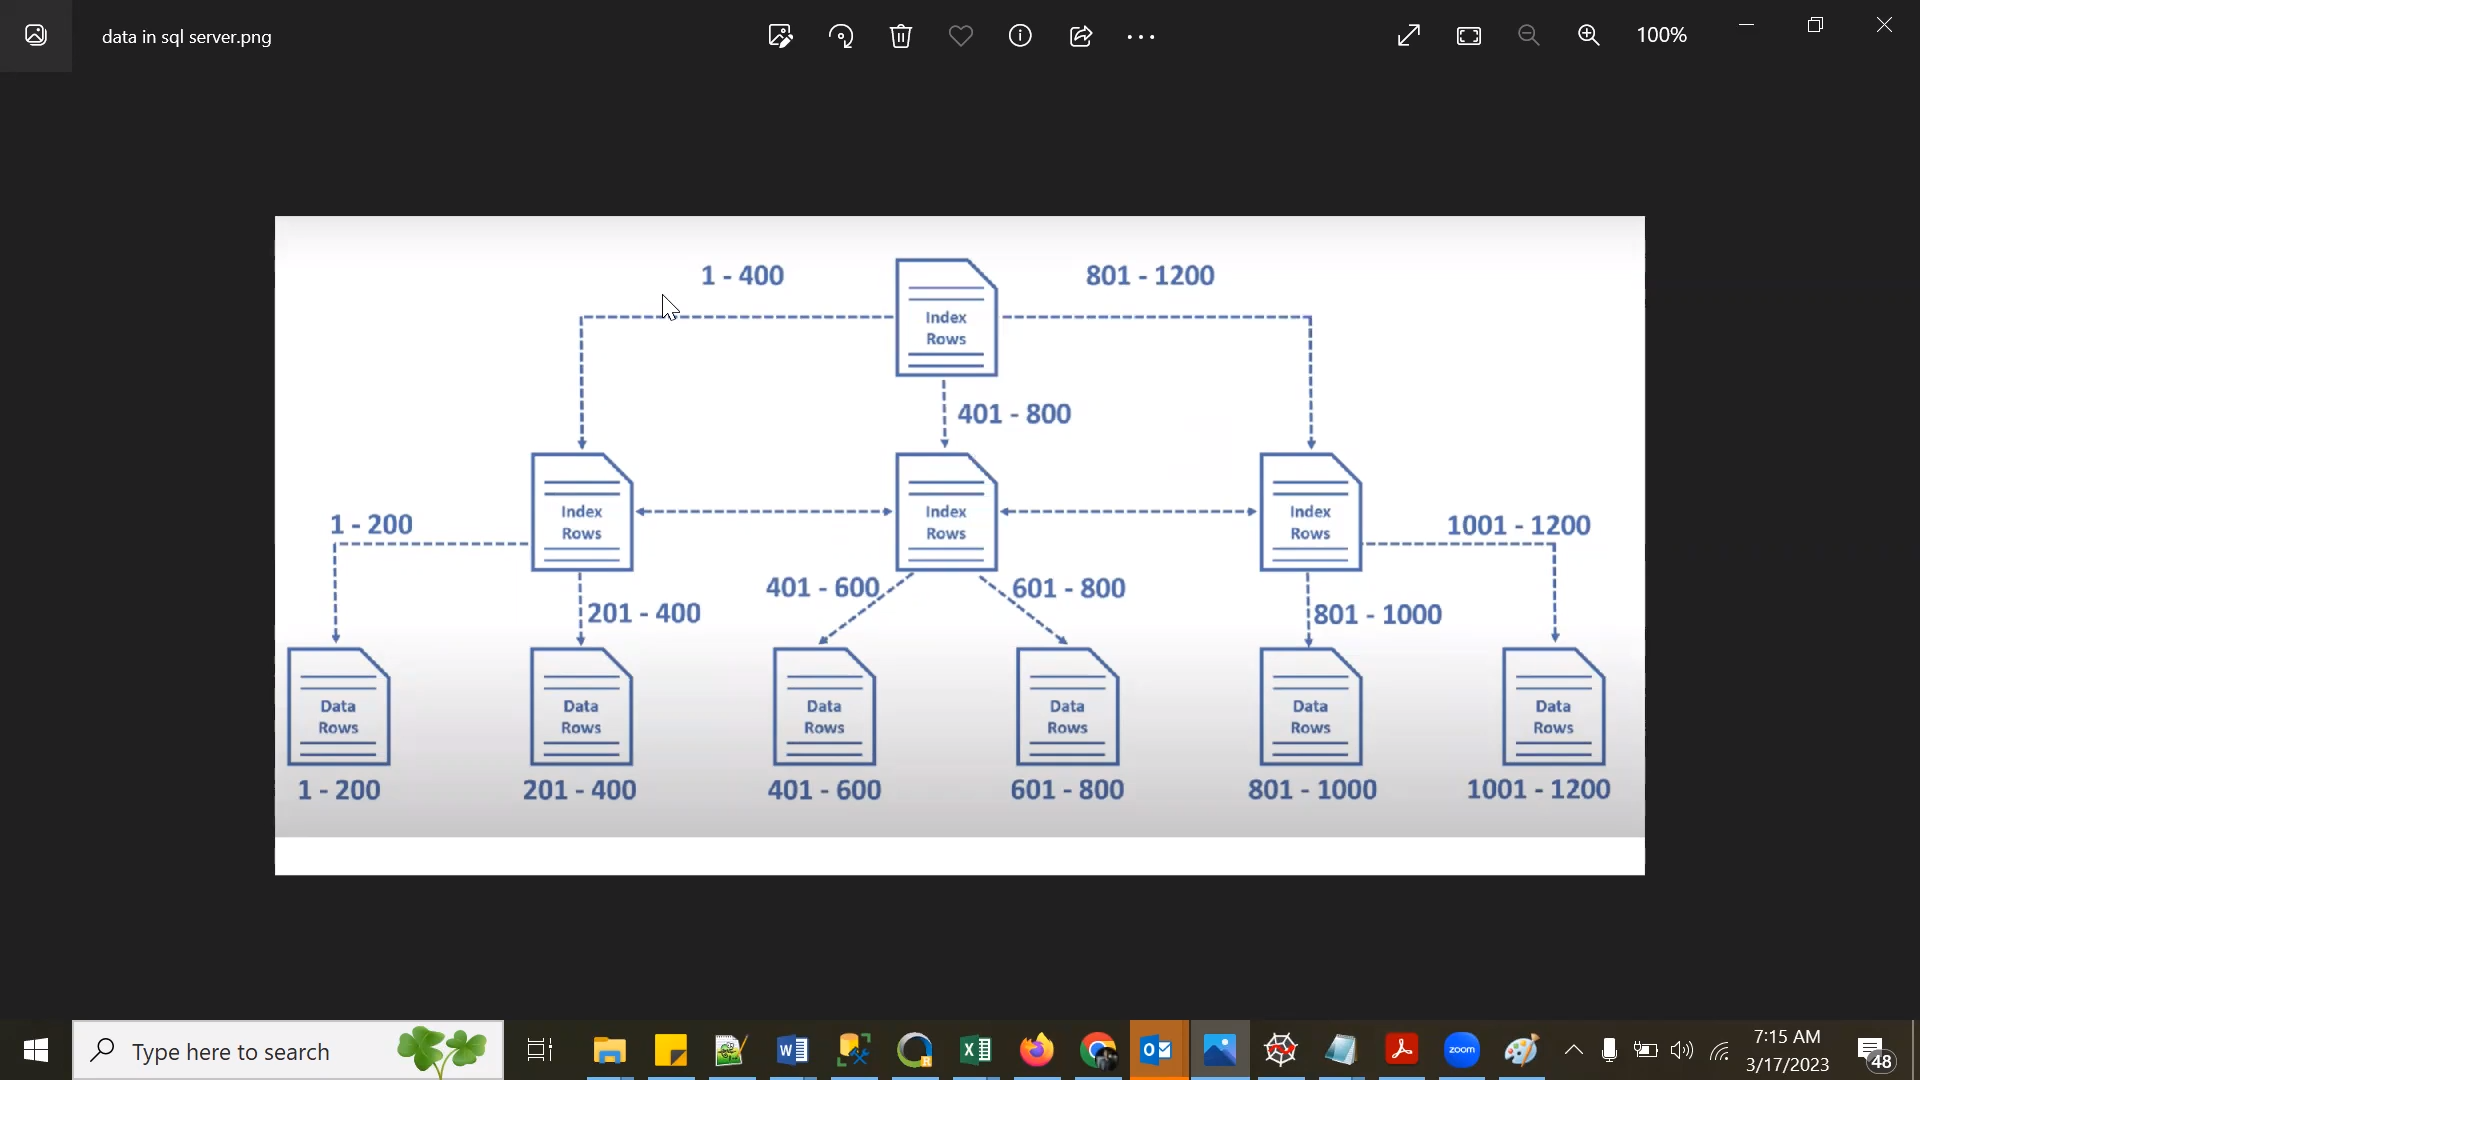 data in sql server.png
100%
1 - 400
801 - 1200
Index
Rows
401 - 800
Index
Rows
Index
Rows
Index
Rows
1 - 200
1001 - 1200
401 - 600
601 - 800
201 - 400
801 - 1000
Data
Rows
Data
Rows
Data
Rows
Data
Rows
Data
Rows
Data
Rows
1 - 200
201 - 400
401 - 600
601 - 800
801 - 1000
1001 - 1200
Type here to search
zoom
7:15 AM
3/17/2023
48